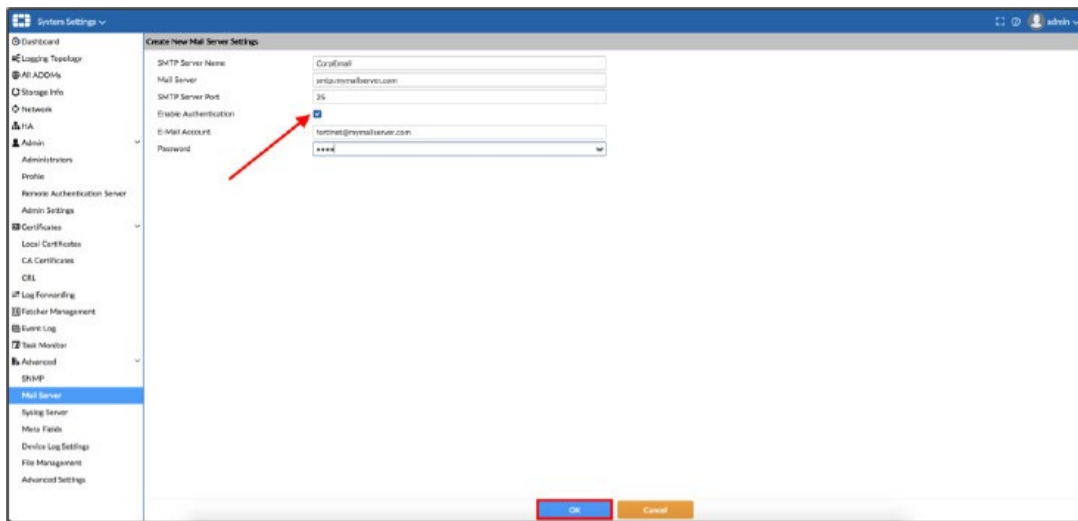 System Settings
admin
Dashboard
Logging Topology
All ADOMs
Storage Info
Network
HA
Admin
Administrators
Profile
Remote Authentication Server
Admin Settings
Certificates
Local Certificates
CA Certificates
CRL
Log Forwarding
Fetcher Management
Event Log
Task Monitor
Advanced
SNMP
Mail Server
Syslog Server
Meta Fields
Device Log Settings
File Management
Advanced Settings
Create New Mail Server Settings
SMTP Server Name CorpEmail
Mail Server smtp.mymailserver.com
SMTP Server Port 25
Enable Authentication
E-Mail Account fortinet@mymailserver.com
Password ••••
OK Cancel